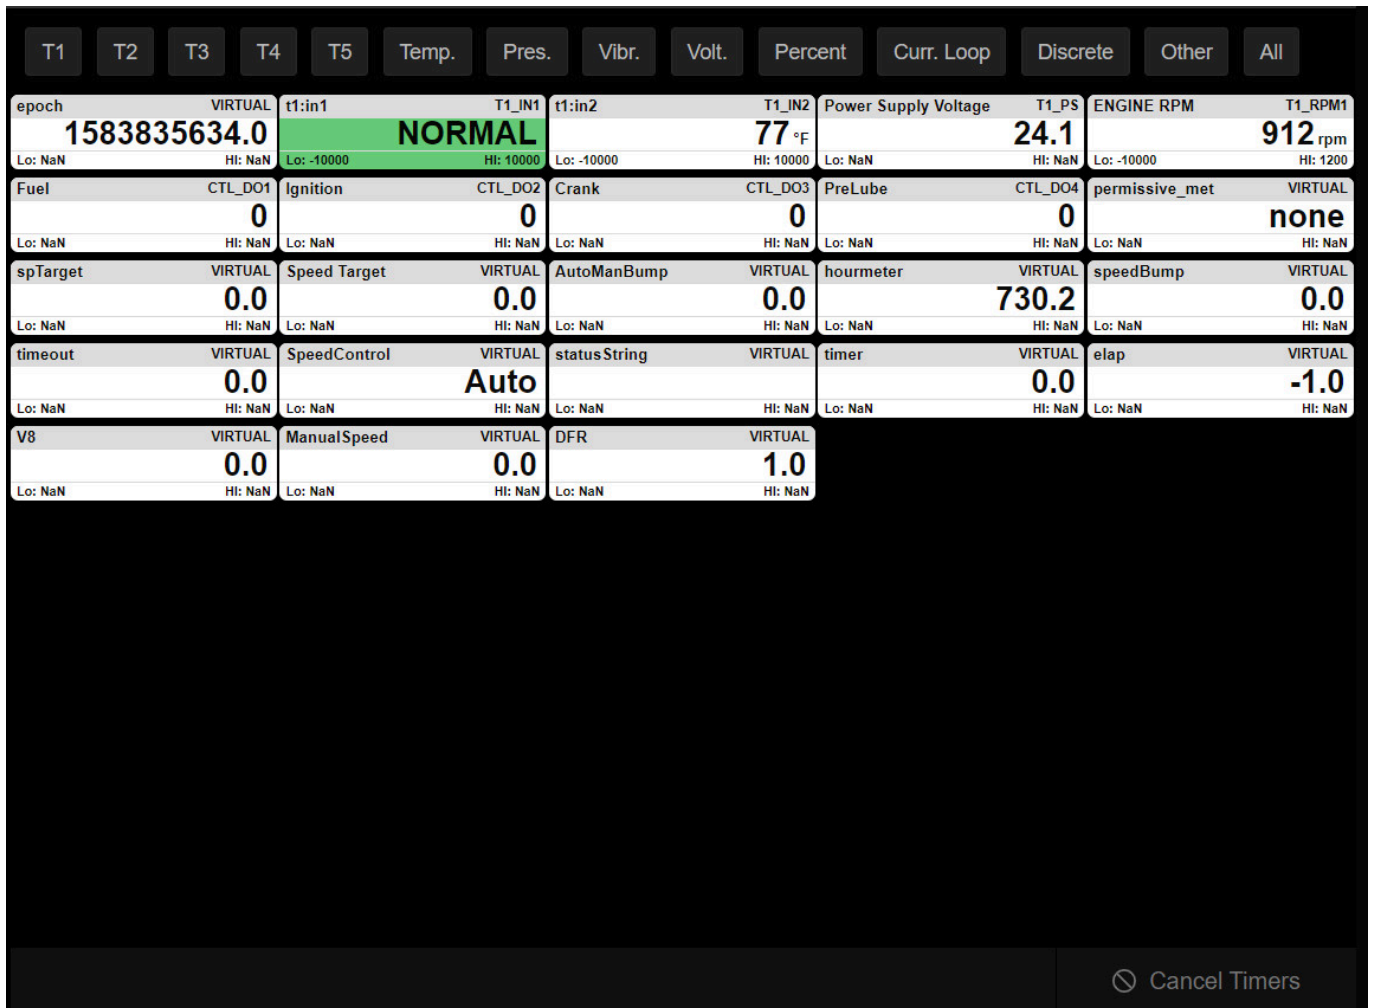 T1 T2 T3 T4 T5 Temp. Pres. Vibr. Volt. Percent Curr. Loop Discrete Other All
epoch VIRTUAL t1:in1 T1_IN1 t1:in2 T1_IN2 Power Supply Voltage T1_PS ENGINE RPM T1_RPM1
1583835634.0 NORMAL 77 °F 24.1 912 rpm
Lo: NaN HI: NaN Lo: -10000 HI: 10000 Lo: -10000 HI: 10000 Lo: NaN HI: NaN Lo: -10000 HI: 1200
Fuel CTL_DO1 Ignition CTL_DO2 Crank CTL_DO3 PreLube CTL_DO4 permissive_met VIRTUAL
0 0 0 0 none
Lo: NaN HI: NaN Lo: NaN HI: NaN Lo: NaN HI: NaN Lo: NaN HI: NaN Lo: NaN HI: NaN
spTarget VIRTUAL Speed Target VIRTUAL AutoManBump VIRTUAL hourmeter VIRTUAL speedBump VIRTUAL
0.0 0.0 0.0 730.2 0.0
Lo: NaN HI: NaN Lo: NaN HI: NaN Lo: NaN HI: NaN Lo: NaN HI: NaN Lo: NaN HI: NaN
timeout VIRTUAL SpeedControl VIRTUAL statusString VIRTUAL timer VIRTUAL elap VIRTUAL
0.0 Auto 0.0 -1.0
Lo: NaN HI: NaN Lo: NaN HI: NaN Lo: NaN HI: NaN Lo: NaN HI: NaN Lo: NaN HI: NaN
V8 VIRTUAL ManualSpeed VIRTUAL DFR VIRTUAL
0.0 0.0 1.0
Lo: NaN HI: NaN Lo: NaN HI: NaN Lo: NaN HI: NaN
Cancel Timers